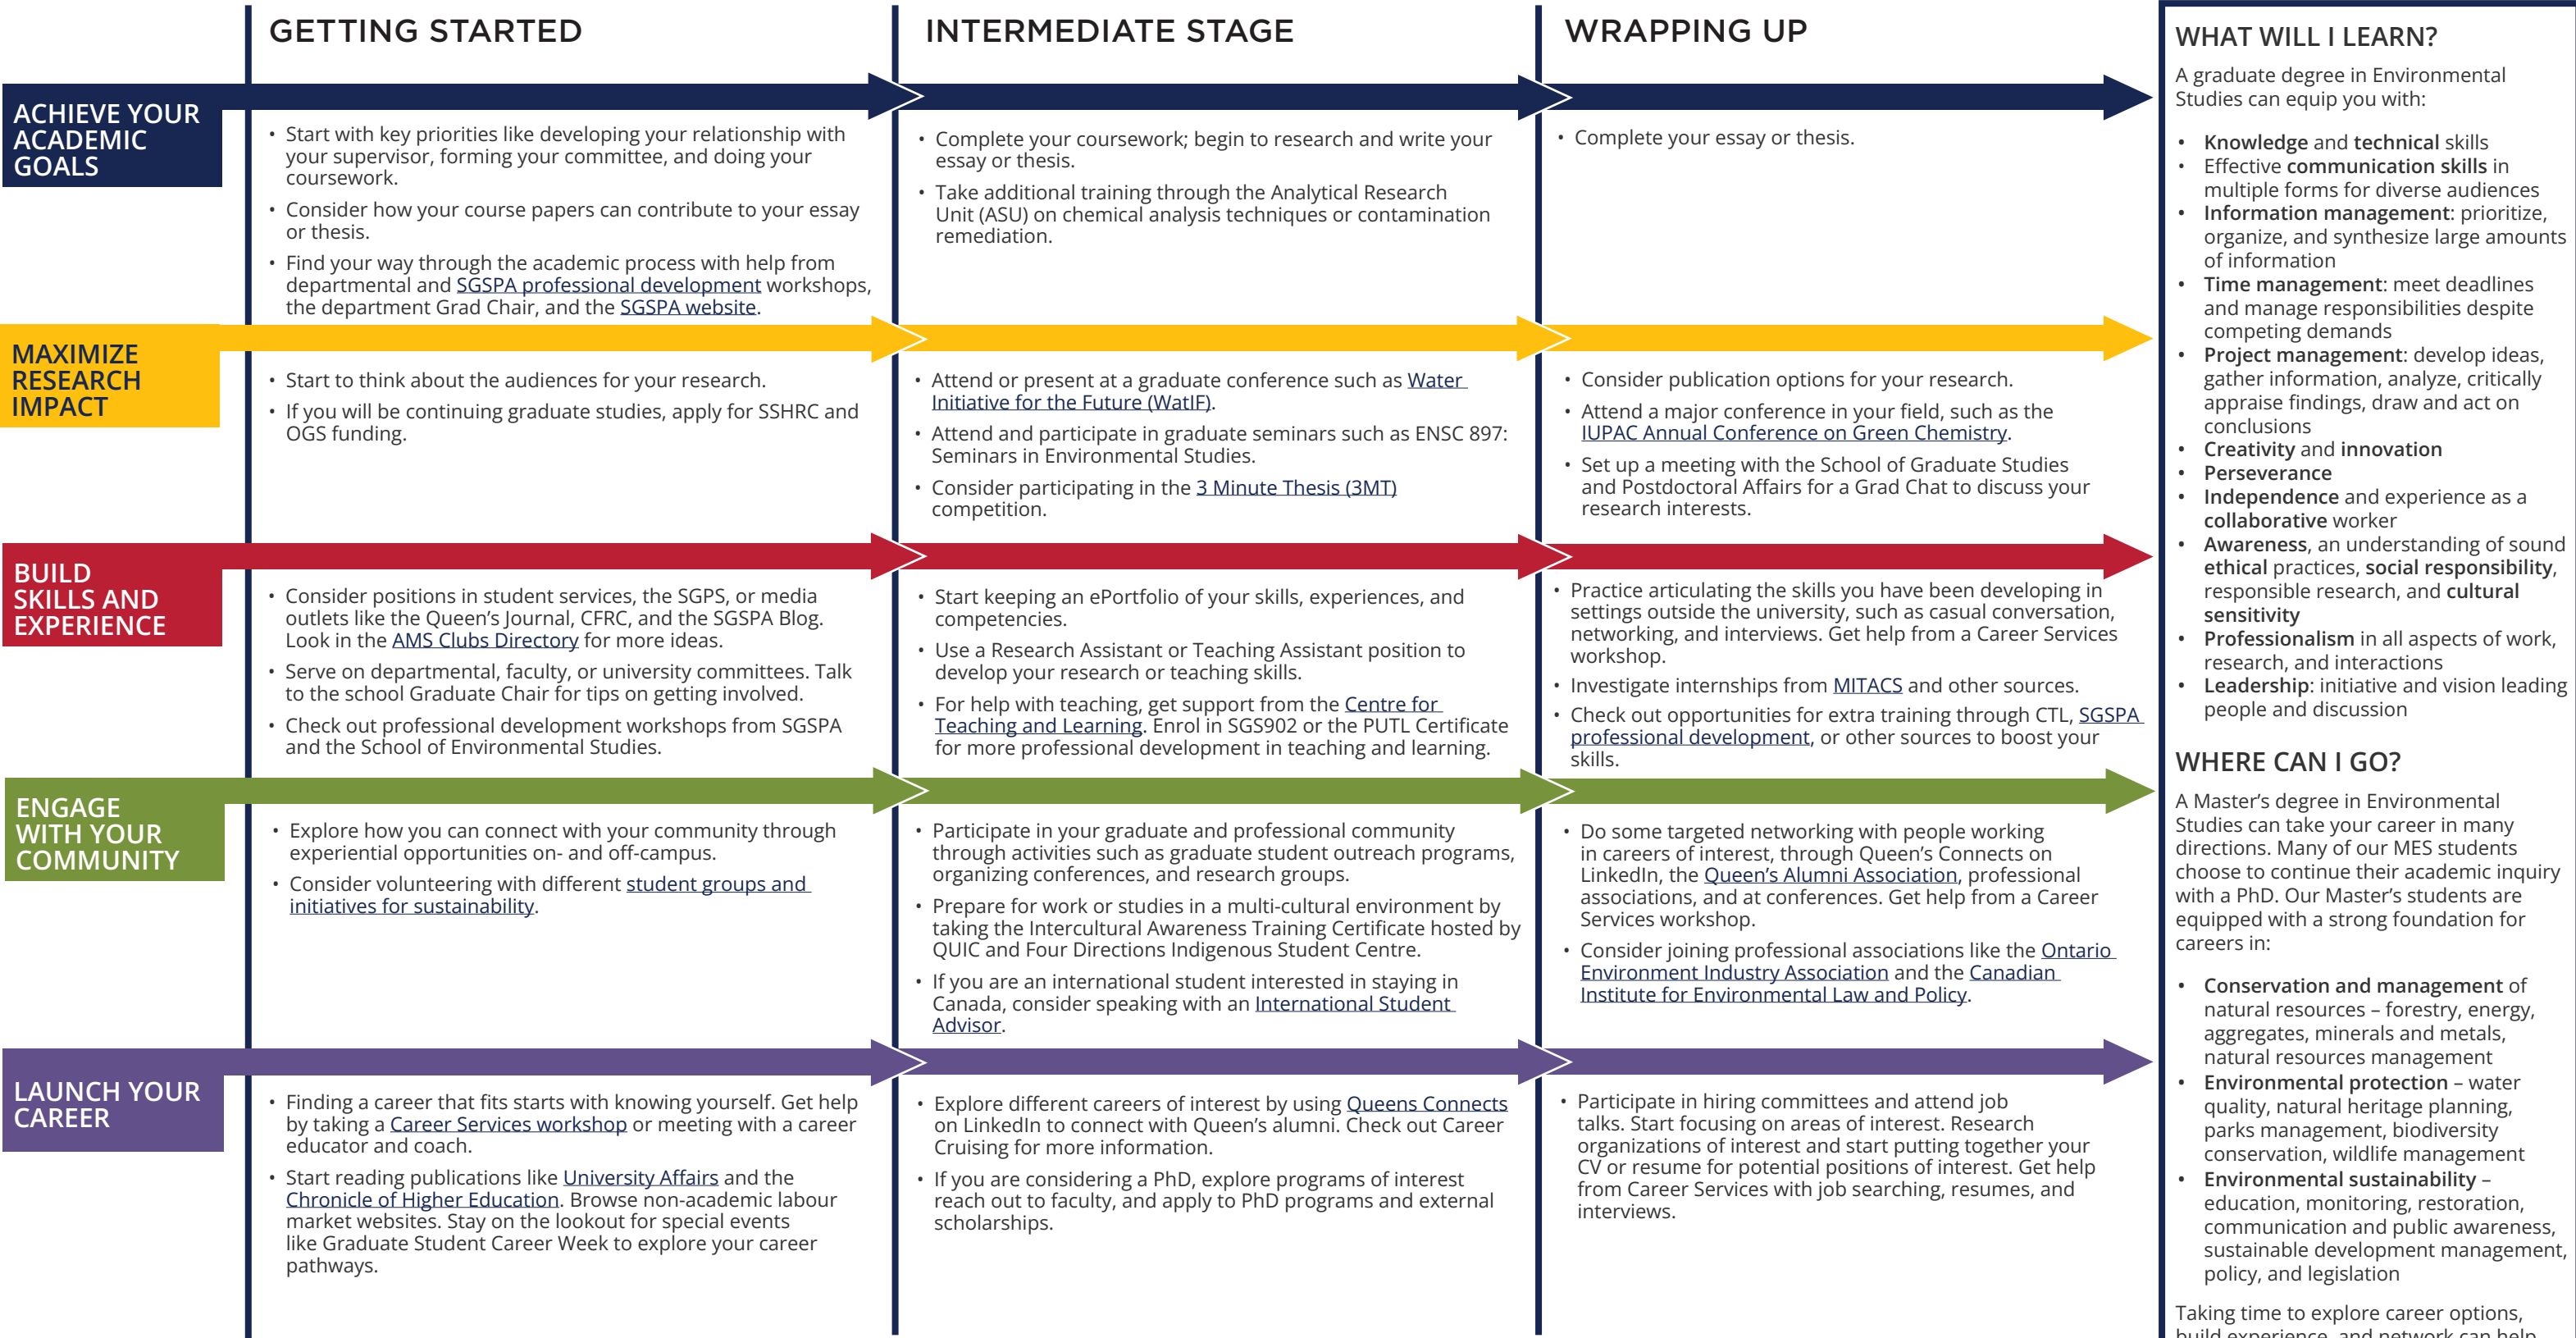 GETTING STARTED
INTERMEDIATE STAGE
WRAPPING UP
ACHIEVE YOUR
ACADEMIC
GOALS
• Start with key priorities like developing your relationship with
your supervisor, forming your committee, and doing your
coursework.
• Consider how your course papers can contribute to your essay
or thesis.
• Find your way through the academic process with help from
departmental and SGSPA professional development workshops,
the department Grad Chair, and the SGSPA website.
• Complete your coursework; begin to research and write your
essay or thesis.
• Take additional training through the Analytical Research
Unit (ASU) on chemical analysis techniques or contamination
remediation.
• Complete your essay or thesis.
MAXIMIZE
RESEARCH
IMPACT
• Start to think about the audiences for your research.
• If you will be continuing graduate studies, apply for SSHRC and
OGS funding.
• Attend or present at a graduate conference such as Water
Initiative for the Future (WatIF).
• Attend and participate in graduate seminars such as ENSC 897:
Seminars in Environmental Studies.
• Consider participating in the 3 Minute Thesis (3MT)
competition.
• Consider publication options for your research.
• Attend a major conference in your field, such as the
IUPAC Annual Conference on Green Chemistry.
• Set up a meeting with the School of Graduate Studies
and Postdoctoral Affairs for a Grad Chat to discuss your
research interests.
BUILD
SKILLS AND
EXPERIENCE
• Consider positions in student services, the SGPS, or media
outlets like the Queen's Journal, CFRC, and the SGSPA Blog.
Look in the AMS Clubs Directory for more ideas.
• Serve on departmental, faculty, or university committees. Talk
to the school Graduate Chair for tips on getting involved.
• Check out professional development workshops from SGSPA
and the School of Environmental Studies.
• Start keeping an ePortfolio of your skills, experiences, and
competencies.
• Use a Research Assistant or Teaching Assistant position to
develop your research or teaching skills.
• For help with teaching, get support from the Centre for
Teaching and Learning. Enrol in SGS902 or the PUTL Certificate
for more professional development in teaching and learning.
• Practice articulating the skills you have been developing in
settings outside the university, such as casual conversation,
networking, and interviews. Get help from a Career Services
workshop.
• Investigate internships from MITACS and other sources.
• Check out opportunities for extra training through CTL, SGSPA
professional development, or other sources to boost your
skills.
ENGAGE
WITH YOUR
COMMUNITY
• Explore how you can connect with your community through
experiential opportunities on- and off-campus.
• Consider volunteering with different student groups and
initiatives for sustainability.
• Participate in your graduate and professional community
through activities such as graduate student outreach programs,
organizing conferences, and research groups.
• Prepare for work or studies in a multi-cultural environment by
taking the Intercultural Awareness Training Certificate hosted by
QUIC and Four Directions Indigenous Student Centre.
• If you are an international student interested in staying in
Canada, consider speaking with an International Student
Advisor.
• Do some targeted networking with people working
in careers of interest, through Queen's Connects on
LinkedIn, the Queen's Alumni Association, professional
associations, and at conferences. Get help from a Career
Services workshop.
• Consider joining professional associations like the Ontario
Environment Industry Association and the Canadian
Institute for Environmental Law and Policy.
LAUNCH YOUR
CAREER
• Finding a career that fits starts with knowing yourself. Get help
by taking a Career Services workshop or meeting with a career
educator and coach.
• Start reading publications like University Affairs and the
Chronicle of Higher Education. Browse non-academic labour
market websites. Stay on the lookout for special events
like Graduate Student Career Week to explore your career
pathways.
• Explore different careers of interest by using Queens Connects
on LinkedIn to connect with Queen's alumni. Check out Career
Cruising for more information.
• If you are considering a PhD, explore programs of interest
reach out to faculty, and apply to PhD programs and external
scholarships.
• Participate in hiring committees and attend job
talks. Start focusing on areas of interest. Research
organizations of interest and start putting together your
CV or resume for potential positions of interest. Get help
from Career Services with job searching, resumes, and
interviews.
WHAT WILL I LEARN?
A graduate degree in Environmental
Studies can equip you with:
• Knowledge and technical skills
• Effective communication skills in
multiple forms for diverse audiences
• Information management: prioritize,
organize, and synthesize large amounts
of information
• Time management: meet deadlines
and manage responsibilities despite
competing demands
• Project management: develop ideas,
gather information, analyze, critically
appraise findings, draw and act on
conclusions
• Creativity and innovation
• Perseverance
• Independence and experience as a
collaborative worker
• Awareness, an understanding of sound
ethical practices, social responsibility,
responsible research, and cultural
sensitivity
• Professionalism in all aspects of work,
research, and interactions
• Leadership: initiative and vision leading
people and discussion
WHERE CAN I GO?
A Master's degree in Environmental
Studies can take your career in many
directions. Many of our MES students
choose to continue their academic inquiry
with a PhD. Our Master's students are
equipped with a strong foundation for
careers in:
• Conservation and management of
natural resources – forestry, energy,
aggregates, minerals and metals,
natural resources management
• Environmental protection – water
quality, natural heritage planning,
parks management, biodiversity
conservation, wildlife management
• Environmental sustainability –
education, monitoring, restoration,
communication and public awareness,
sustainable development management,
policy, and legislation
Taking time to explore career options,
build experience, and network can help